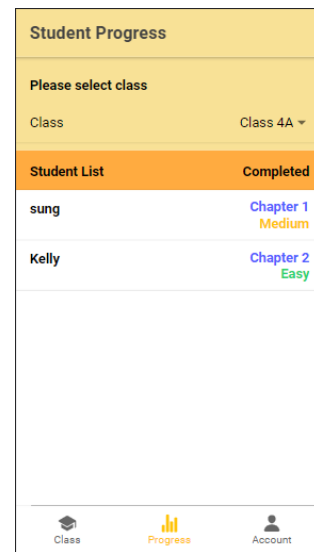 Student Progress
Please select class
Class Class 4A
Student List Completed
sung Chapter 1
Medium
Kelly Chapter 2
Easy
Class Progress Account